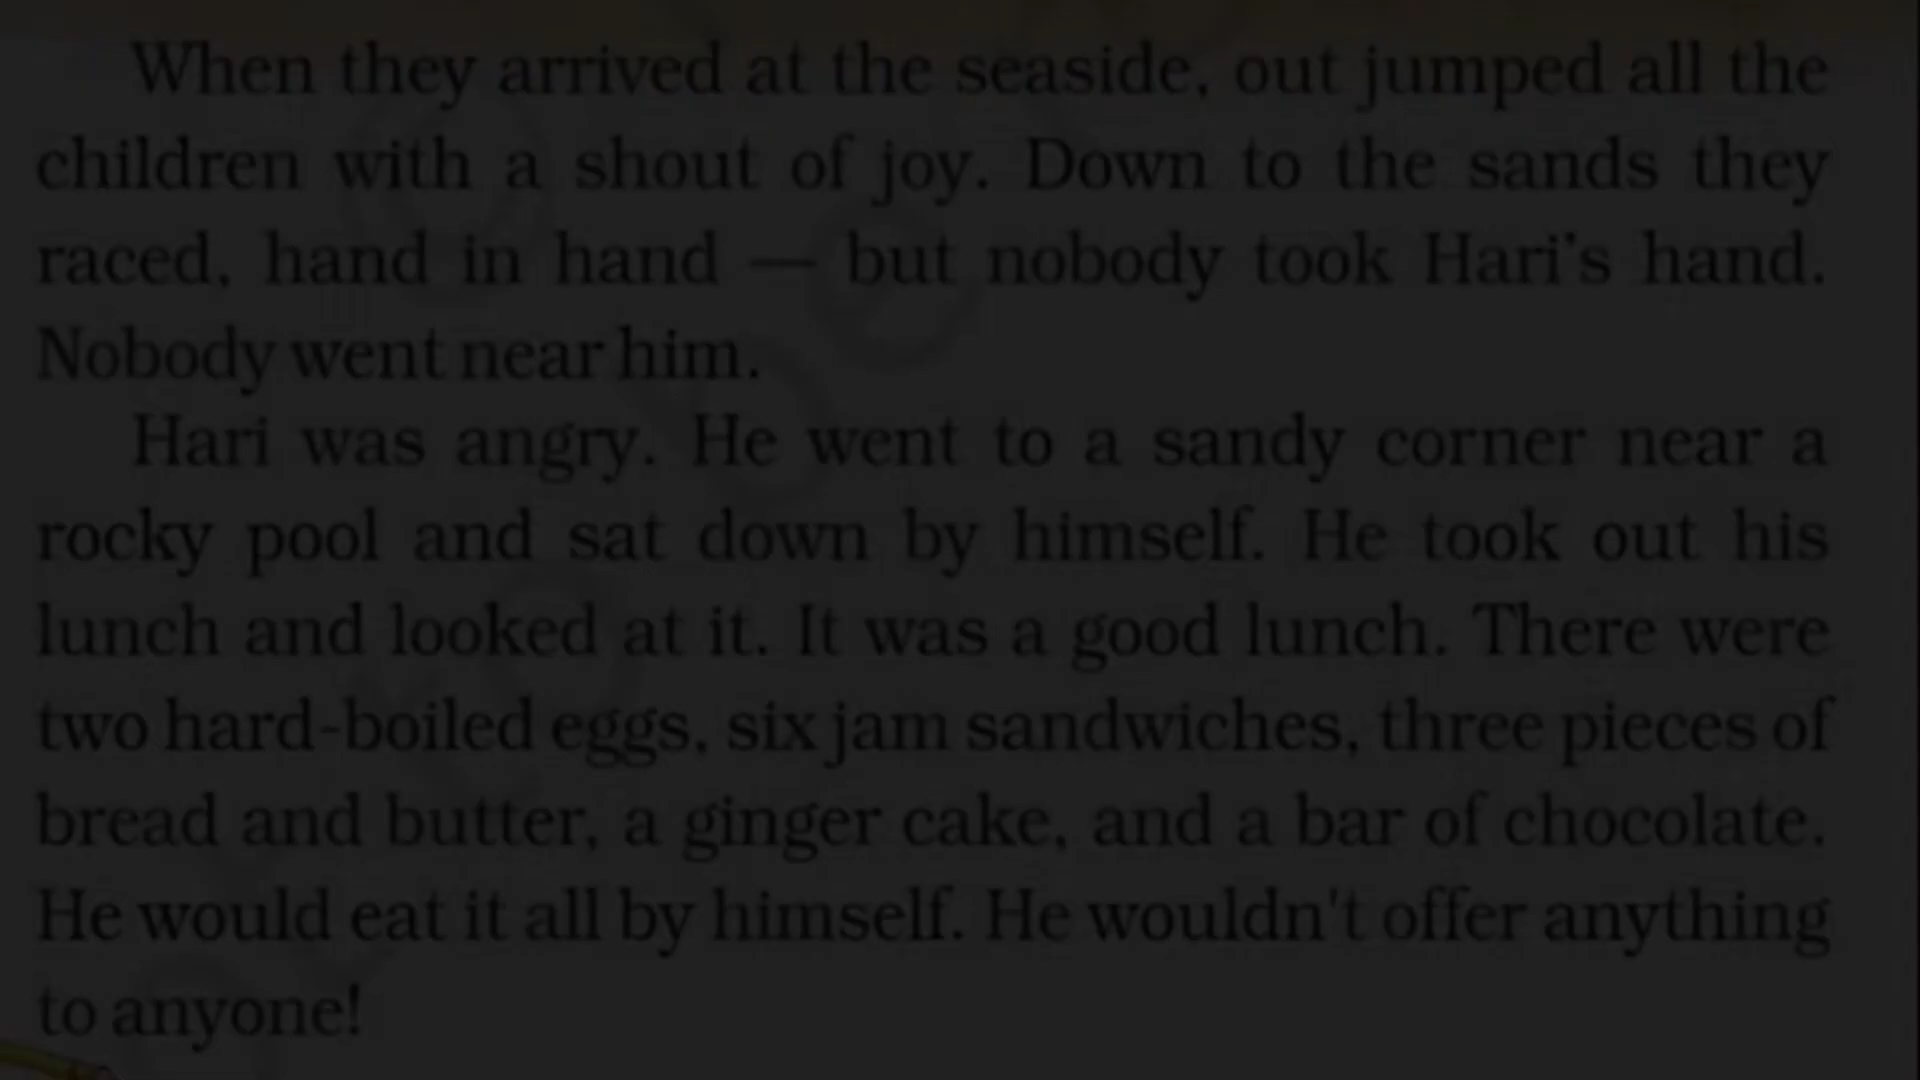 When they arrived at the seaside, out jumped all the
children with a shout of joy. Down to the sands they
raced, hand in hand — but nobody took Hari's hand.
Nobody went near him.
Hari was angry. He went to a sandy corner near a
rocky pool and sat down by himself. He took out his
lunch and looked at it. It was a good lunch. There were
two hard-boiled eggs, six jam sandwiches, three pieces of
bread and butter, a ginger cake, and a bar of chocolate.
He would eat it all by himself. He wouldn't offer anything
to anyone!